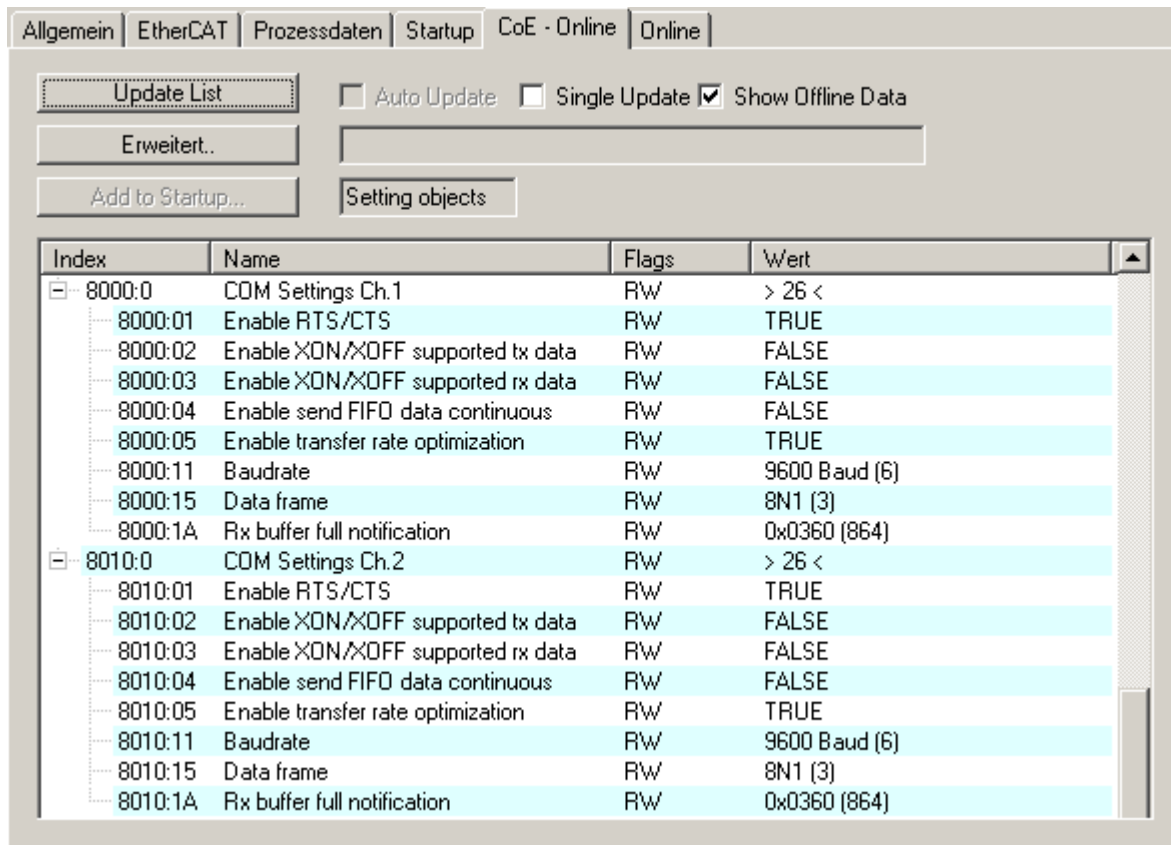 Allgemein EtherCAT Prozessdaten Startup CoE - Online Online
Update List Auto Update Single Update Show Offline Data
Erweitert..
Add to Startup... Setting objects
Index Name Flags Wert
8000:0 COM Settings Ch.1 RW > 26 <
8000:01 Enable RTS/CTS RW TRUE
8000:02 Enable XON/XOFF supported tx data RW FALSE
8000:03 Enable XON/XOFF supported rx data RW FALSE
8000:04 Enable send FIFO data continuous RW FALSE
8000:05 Enable transfer rate optimization RW TRUE
8000:11 Baudrate RW 9600 Baud (6)
8000:15 Data frame RW 8N1 (3)
8000:1A Rx buffer full notification RW 0x0360 (864)
8010:0 COM Settings Ch.2 RW > 26 <
8010:01 Enable RTS/CTS RW TRUE
8010:02 Enable XON/XOFF supported tx data RW FALSE
8010:03 Enable XON/XOFF supported rx data RW FALSE
8010:04 Enable send FIFO data continuous RW FALSE
8010:05 Enable transfer rate optimization RW TRUE
8010:11 Baudrate RW 9600 Baud (6)
8010:15 Data frame RW 8N1 (3)
8010:1A Rx buffer full notification RW 0x0360 (864)